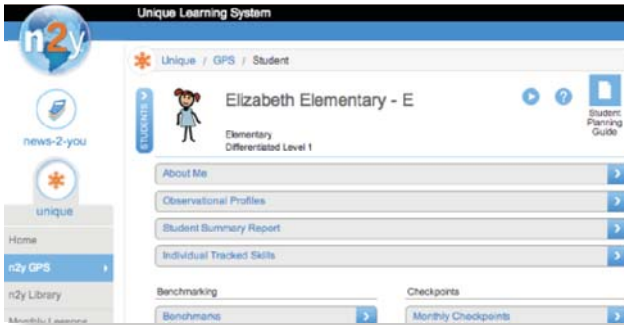 Unique Learning System
n2y
Unique / GPS / Student
STUDENTS
Elizabeth Elementary - E
Elementary
Differentiated Level 1
Student
Planning
Guide
news-2-you
unique
Home
n2y GPS
n2y Library
Monthly Lessons
About Me
Observational Profiles
Student Summary Report
Individual Tracked Skills
Benchmarking
Benchmarks
Checkpoints
Monthly Checkpoints